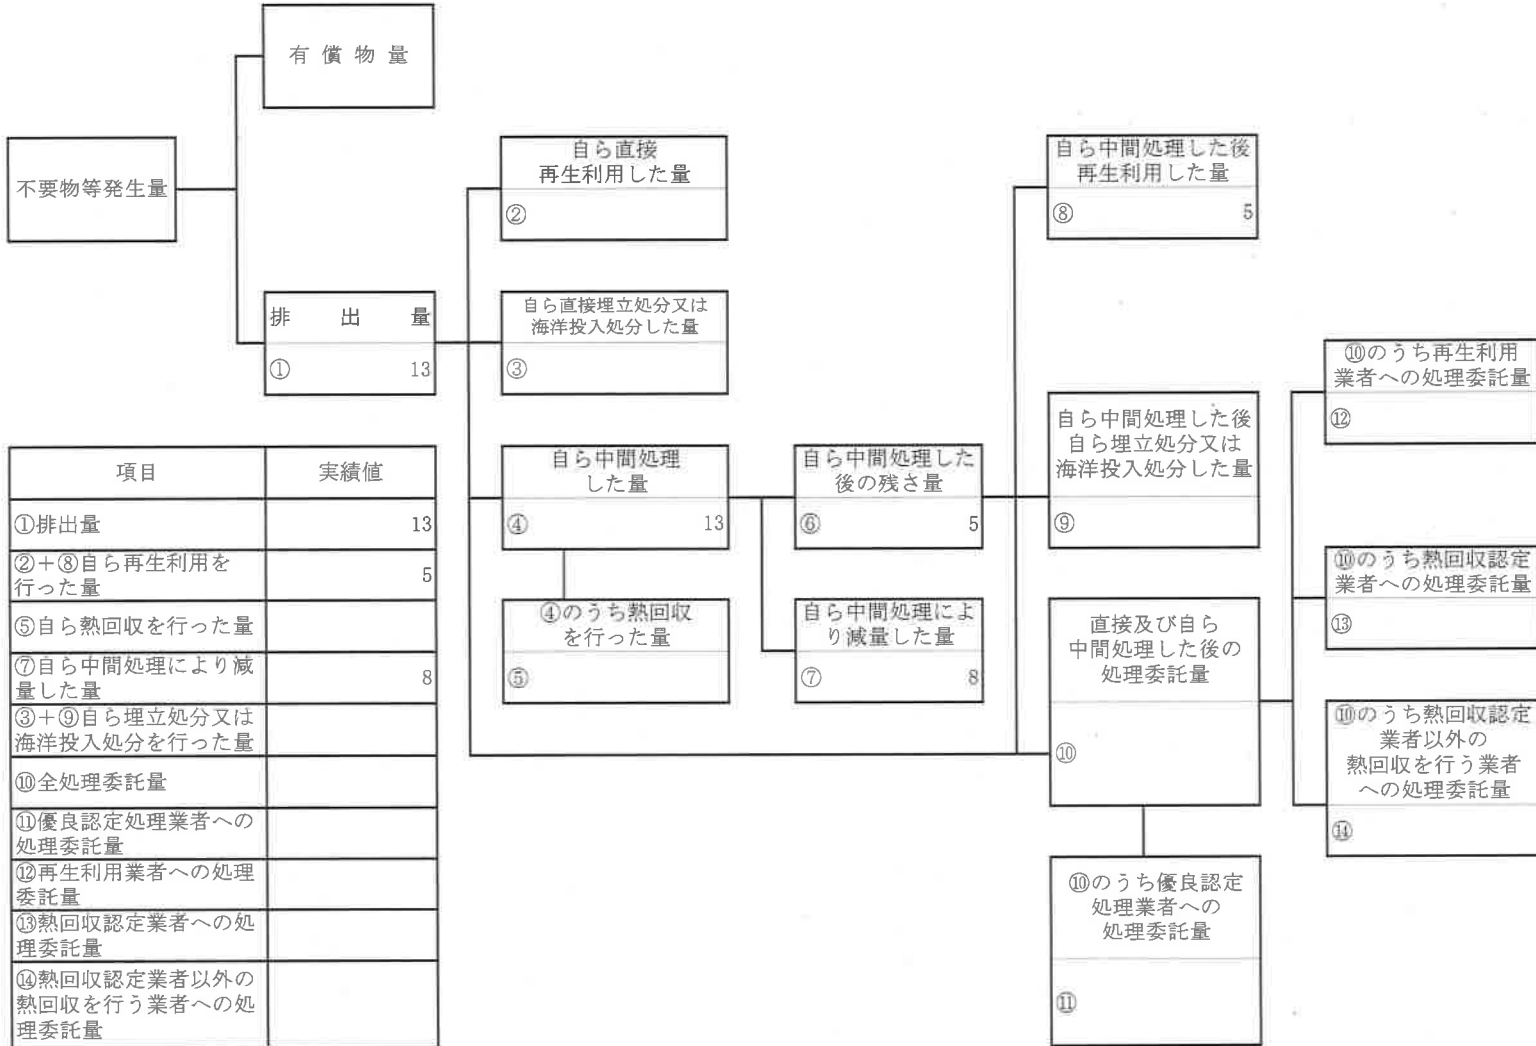 有償物量
不要物等発生量
排出量
① 13
自ら直接
再生利用した量
②
自ら直接埋立処分又は
海洋投入処分した量
③
自ら中間処理
した量
④ 13
④のうち熱回収
を行った量
⑤
自ら中間処理した
後の残さ量
⑥ 5
自ら中間処理によ
り減量した量
⑦ 8
自ら中間処理した後
再生利用した量
⑧ 5
自ら中間処理した後
自ら埋立処分又は
海洋投入処分した量
⑨
直接及び自ら
中間処理した後の
処理委託量
⑩
⑩のうち優良認定
処理業者への
処理委託量
⑪
⑩のうち再生利用
業者への処理委託量
⑫
⑩のうち熱回収認定
業者への処理委託量
⑬
⑩のうち熱回収認定
業者以外の
熱回収を行う業者
への処理委託量
⑭
項目 実績値
①排出量 13
②+⑧自ら再生利用を
行った量 5
⑤自ら熱回収を行った量
⑦自ら中間処理により減
量した量 8
③+⑨自ら埋立処分又は
海洋投入処分を行った量
⑩全処理委託量
⑪優良認定処理業者への
処理委託量
⑫再生利用業者への処理
委託量
⑬熱回収認定業者への処
理委託量
⑭熱回収認定業者以外の
熱回収を行う業者への処
理委託量